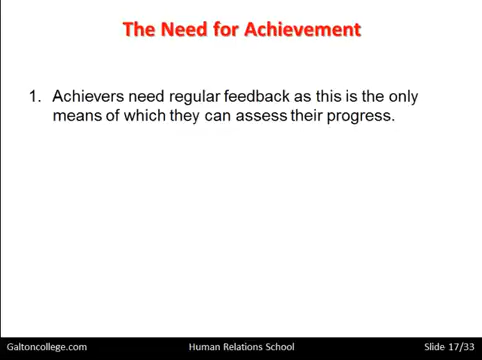 The Need for Achievement
1. Achievers need regular feedback as this is the only
means of which they can assess their progress.
Galtoncollege.com Human Relations School Slide 17/33